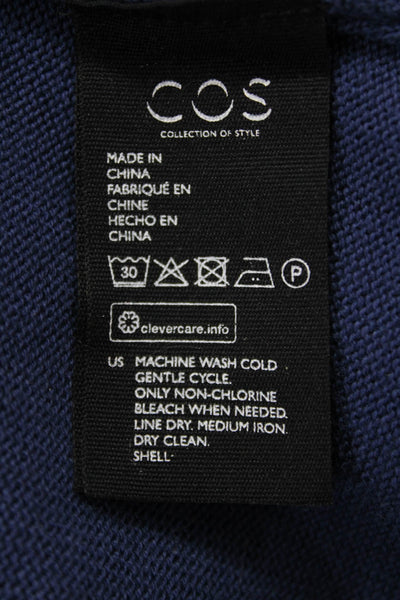 COS
COLLECTION OF STYLE
MADE IN
CHINA
FABRIQUÉ EN
CHINE
HECHO EN
CHINA
30 P
clevercare.info
US MACHINE WASH COLD
GENTLE CYCLE.
ONLY NON-CHLORINE
BLEACH WHEN NEEDED.
LINE DRY. MEDIUM IRON.
DRY CLEAN.
SHELL